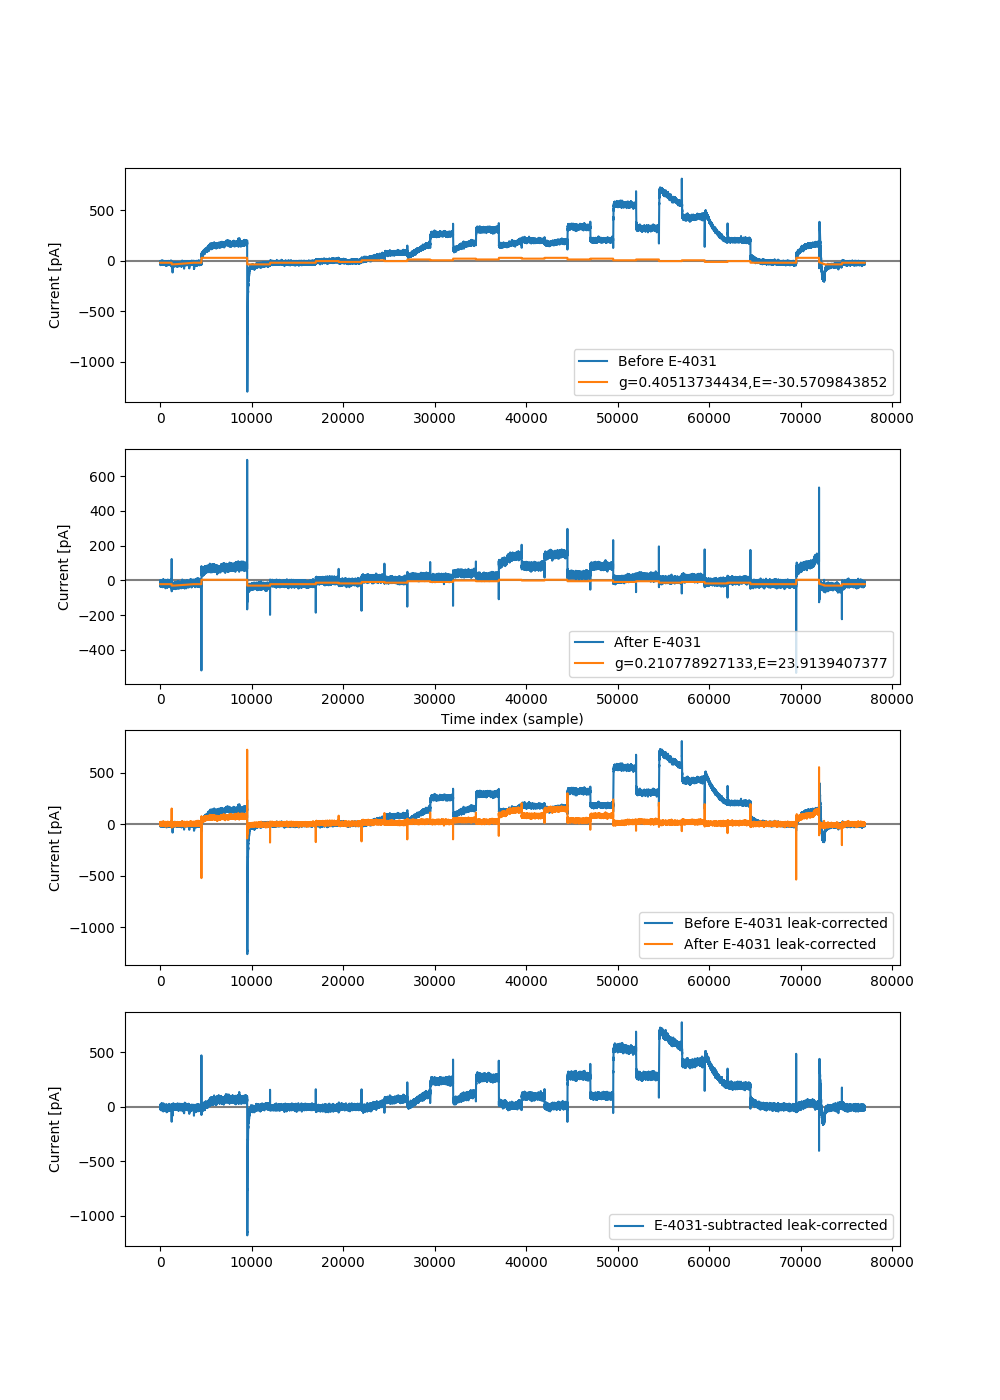 500
0
−500
−1000
Current [pA]
Before E-4031
g=0.40513734434,E=-30.5709843852
0 10000 20000 30000 40000 50000 60000 70000 80000
600
400
200
0
−200
−400
Current [pA]
After E-4031
g=0.210778927133,E=23.9139407377
0 10000 20000 30000 40000 50000 60000 70000 80000
Time index (sample)
500
0
−500
−1000
Current [pA]
Before E-4031 leak-corrected
After E-4031 leak-corrected
0 10000 20000 30000 40000 50000 60000 70000 80000
500
0
−500
−1000
Current [pA]
E-4031-subtracted leak-corrected
0 10000 20000 30000 40000 50000 60000 70000 80000